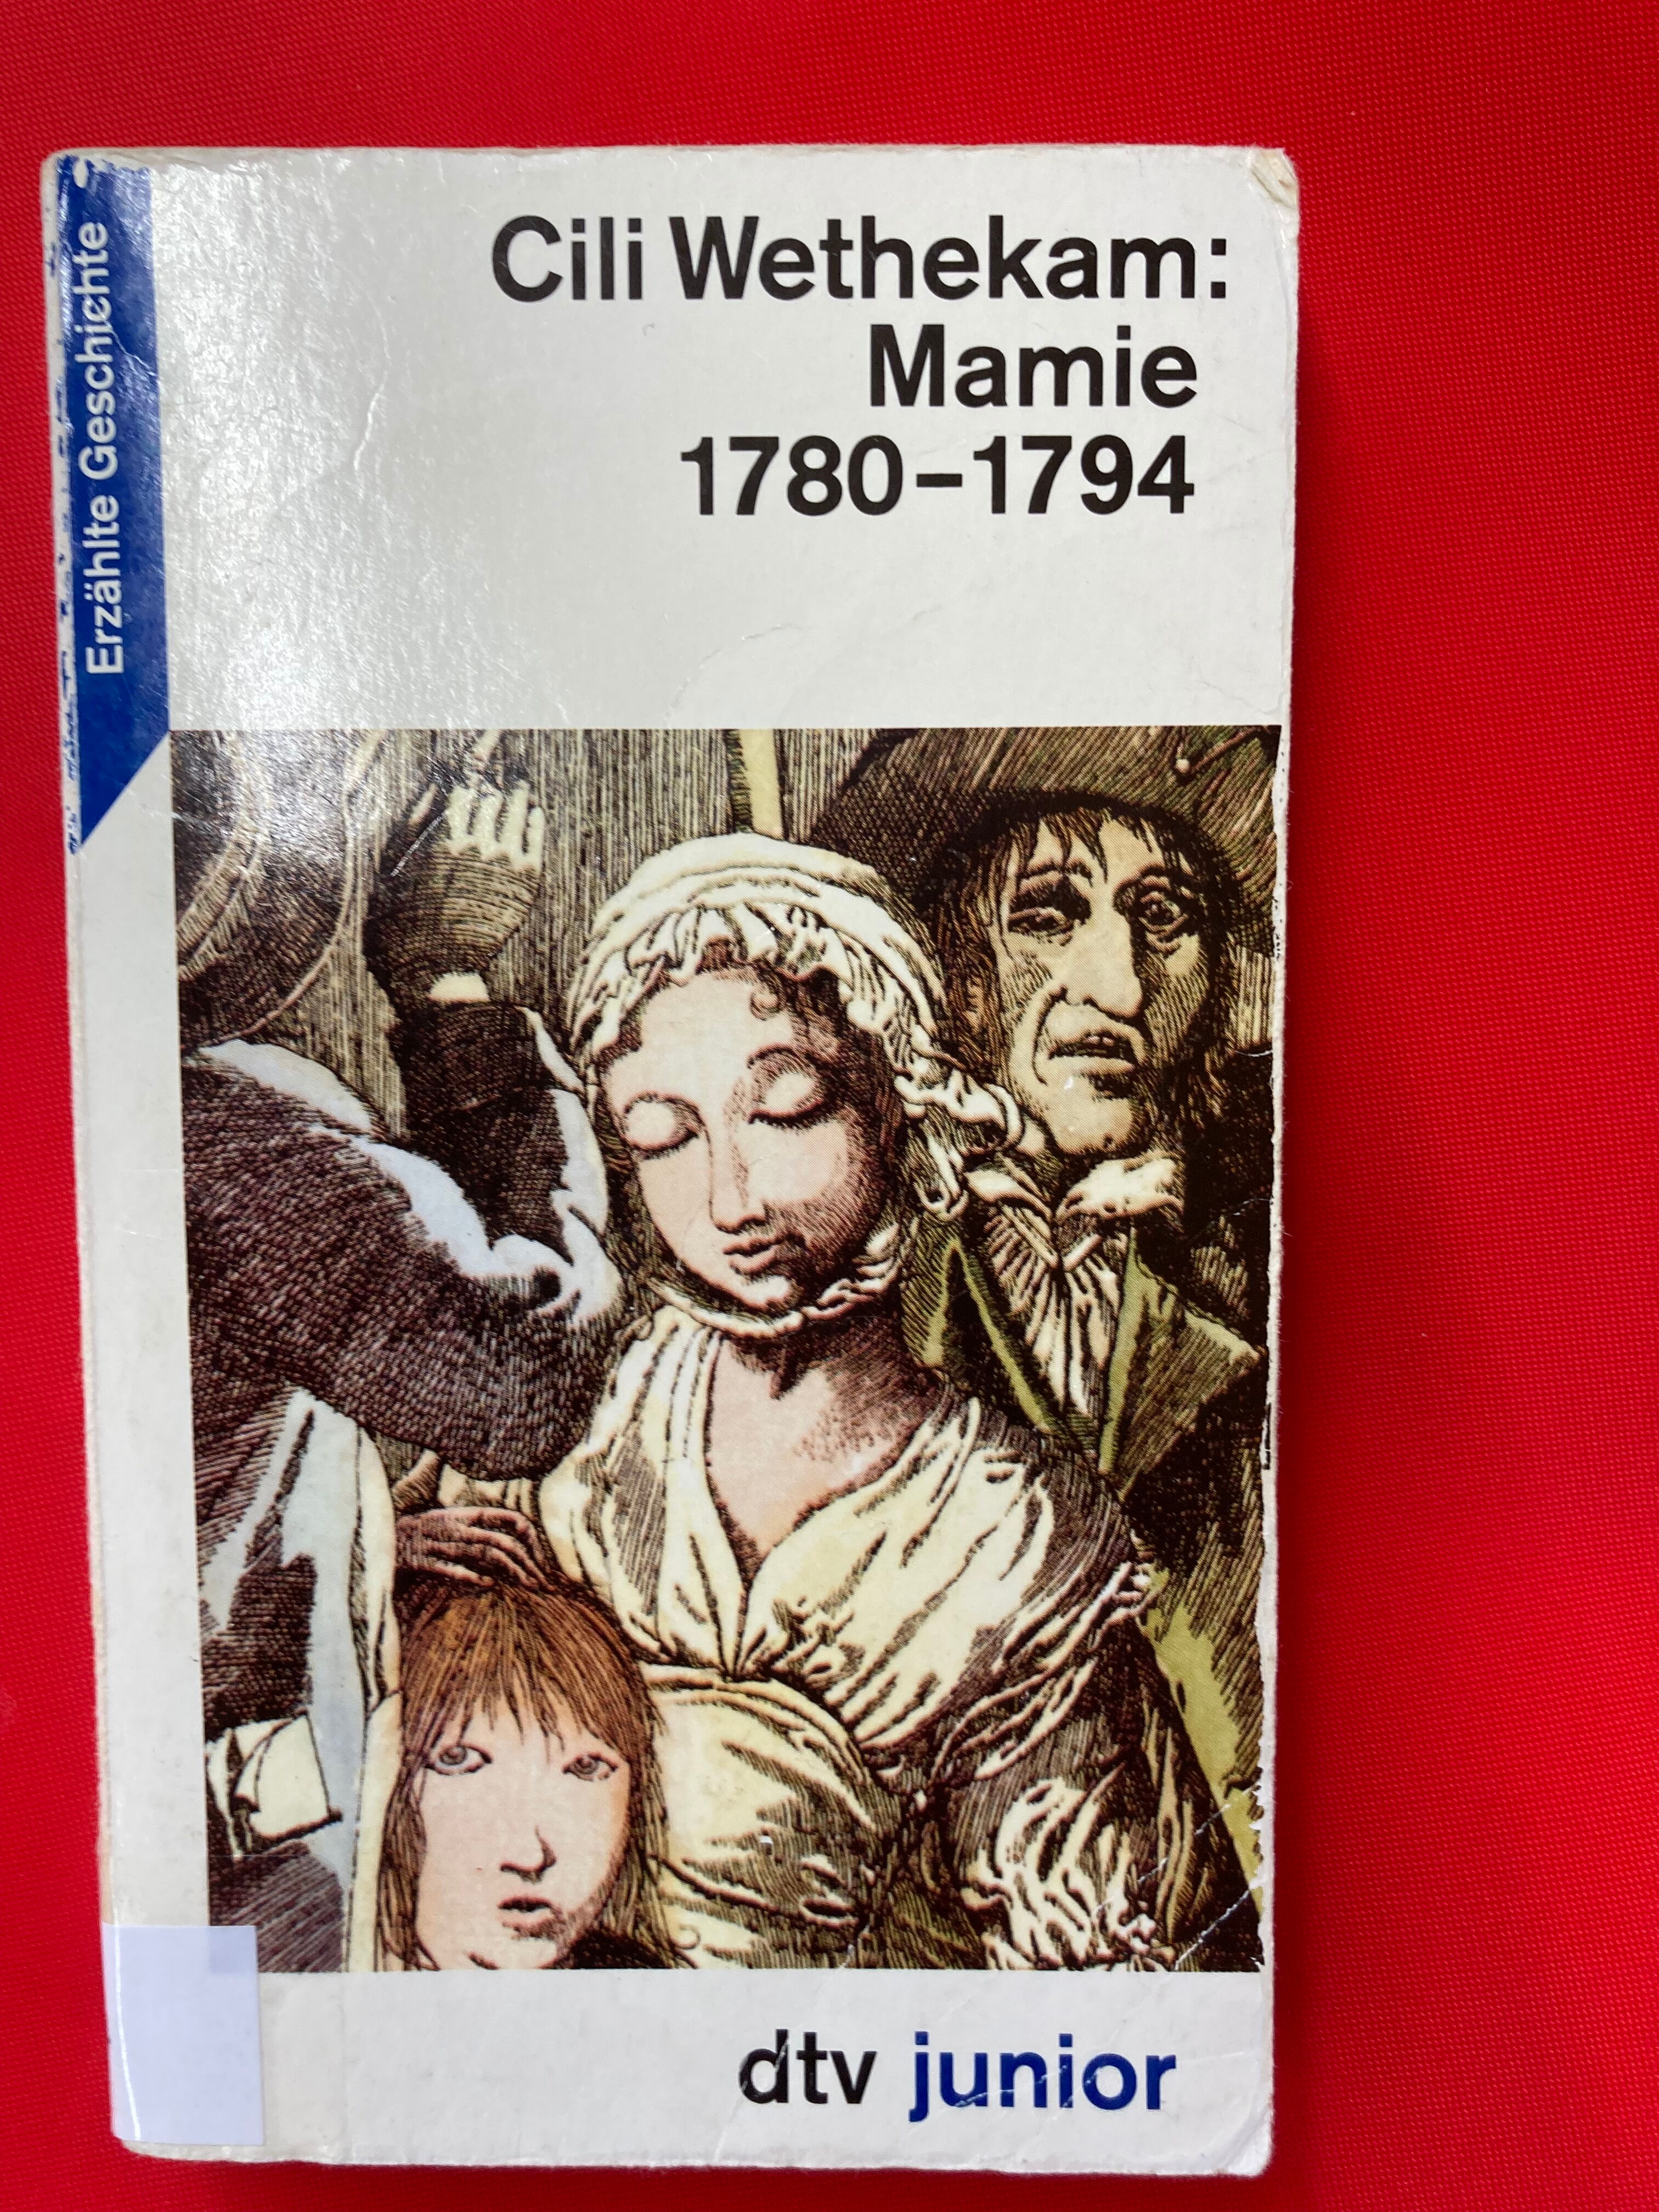 Erzählte Geschichte
Cili Wethekam:
Mamie
1780–1794
dtv junior